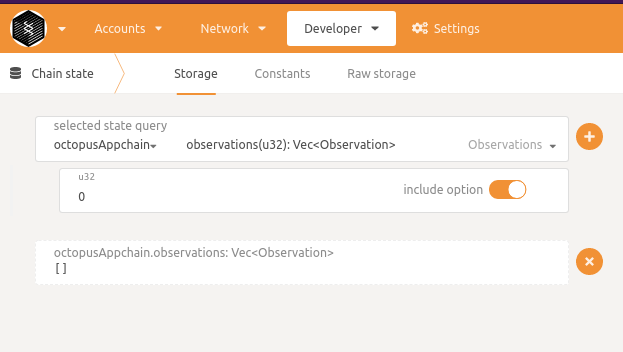 Accounts Network Developer Settings
Chain state Storage Constants Raw storage
selected state query
octopusAppchain observations(u32): Vec<Observation> Observations
u32
0 include option
octopusAppchain.observations: Vec<Observation>
[]